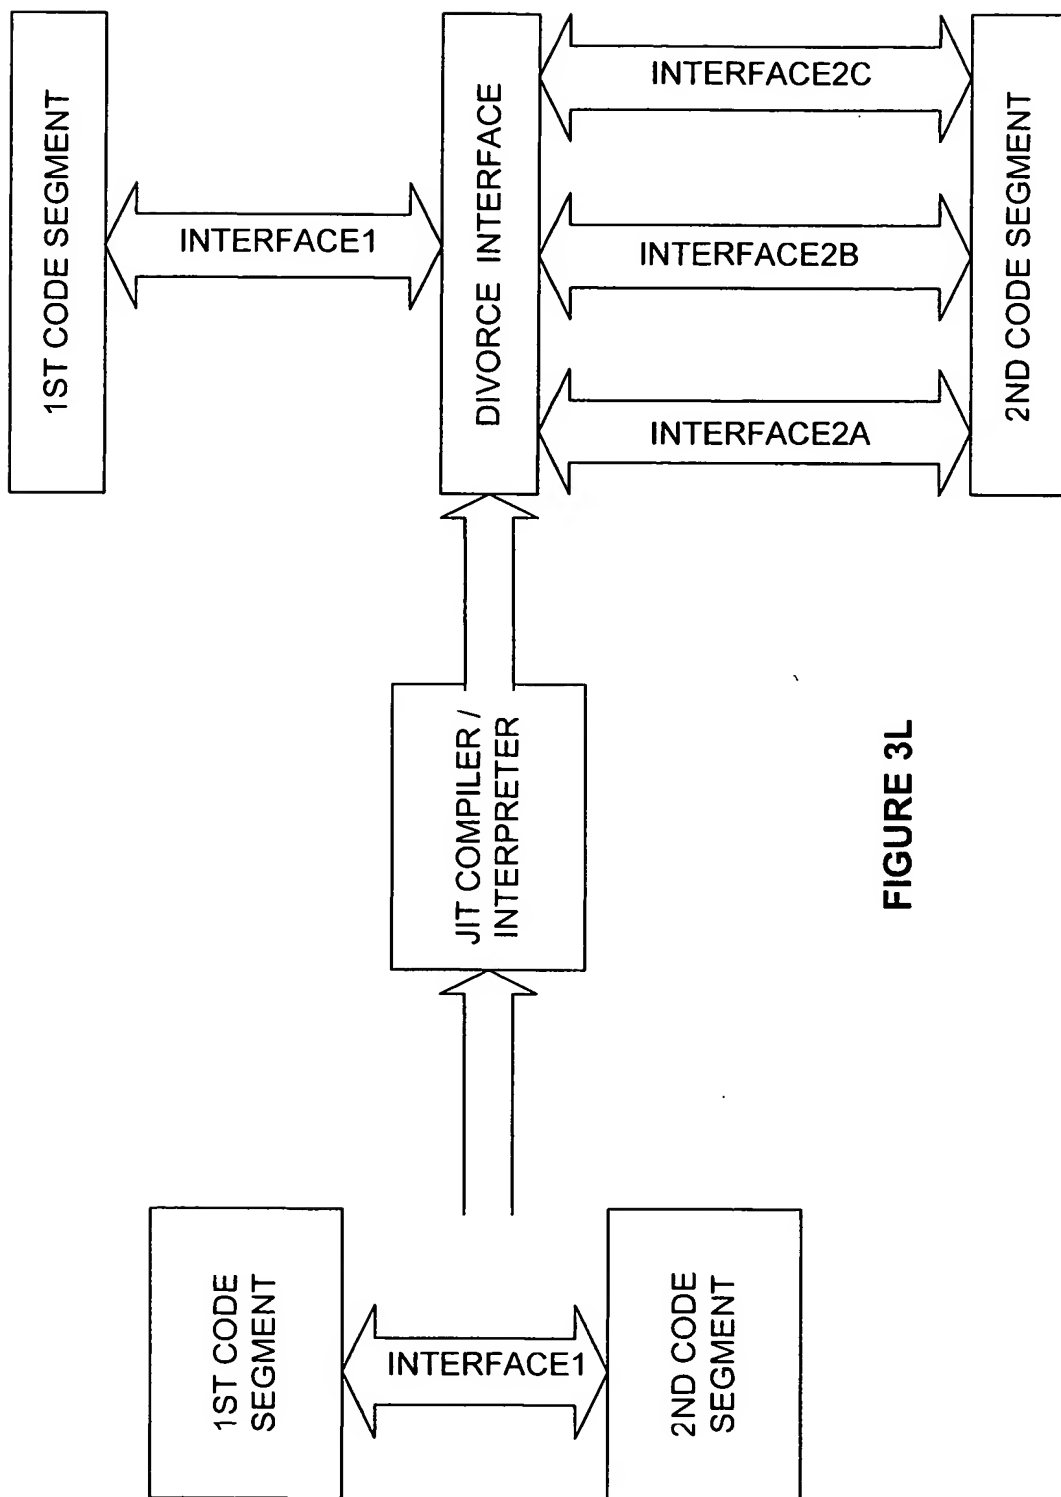 1ST CODE
SEGMENT
INTERFACE1
2ND CODE
SEGMENT
JIT COMPILER /
INTERPRETER
1ST CODE SEGMENT
INTERFACE1
DIVORCE INTERFACE
INTERFACE2A
INTERFACE2B
INTERFACE2C
2ND CODE SEGMENT
FIGURE 3L